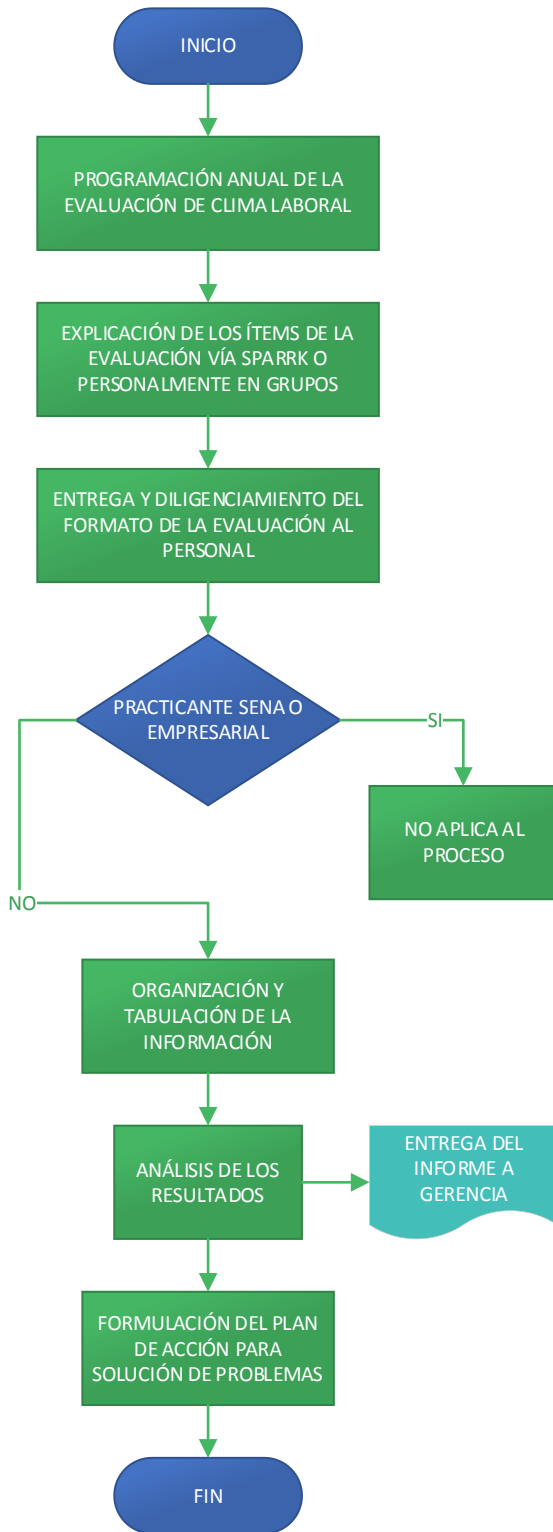 INICIO
PROGRAMACIÓN ANUAL DE LA
EVALUACIÓN DE CLIMA LABORAL
EXPLICACIÓN DE LOS ÍTEMS DE LA
EVALUACIÓN VÍA SPARRK O
PERSONALMENTE EN GRUPOS
ENTREGA Y DILIGENCIAMIENTO DEL
FORMATO DE LA EVALUACIÓN AL
PERSONAL
PRACTICANTE SENA O
EMPRESARIAL
SI
NO APLICA AL
PROCESO
NO
ORGANIZACIÓN Y
TABULACIÓN DE LA
INFORMACIÓN
ANÁLISIS DE LOS
RESULTADOS
ENTREGA DEL
INFORME A
GERENCIA
FORMULACIÓN DEL PLAN
DE ACCIÓN PARA
SOLUCIÓN DE PROBLEMAS
FIN